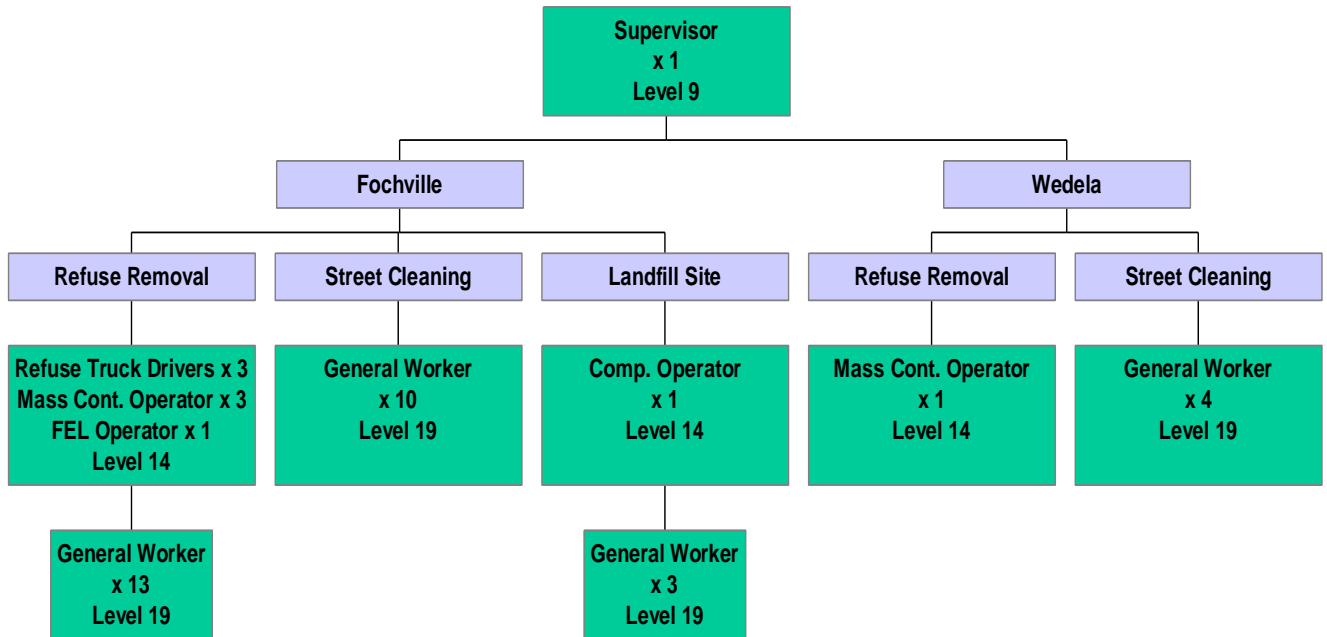 Supervisor
x 1
Level 9
Fochville
Wedela
Refuse Removal
Street Cleaning
Landfill Site
Refuse Removal
Street Cleaning
Refuse Truck Drivers x 3
Mass Cont. Operator x 3
FEL Operator x 1
Level 14
General Worker
x 10
Level 19
Comp. Operator
x 1
Level 14
Mass Cont. Operator
x 1
Level 14
General Worker
x 4
Level 19
General Worker
x 13
Level 19
General Worker
x 3
Level 19